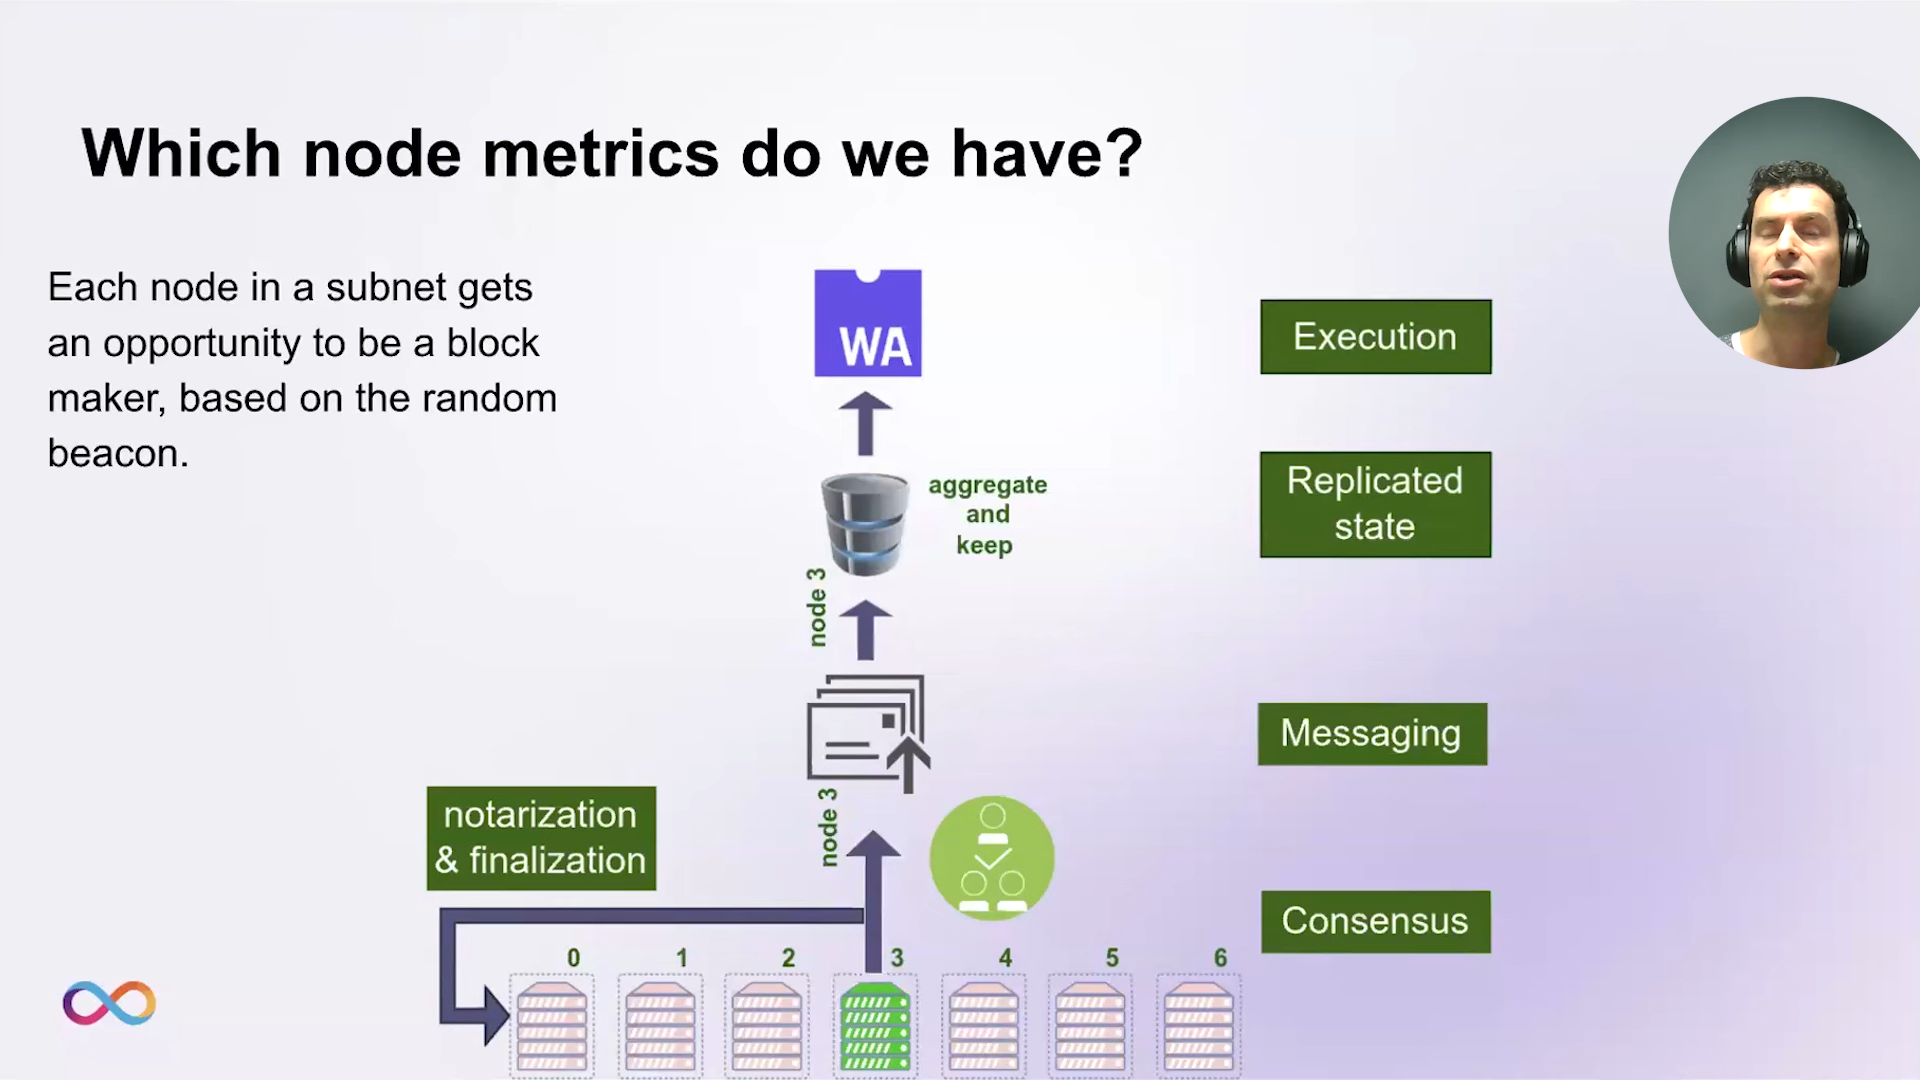 Which node metrics do we have?
Each node in a subnet gets
an opportunity to be a block
maker, based on the random
beacon.
WA
Execution
aggregate
and
keep
Replicated
state
node 3
Messaging
node 3
notarization
& finalization
Consensus
0 1 2 3 4 5 6